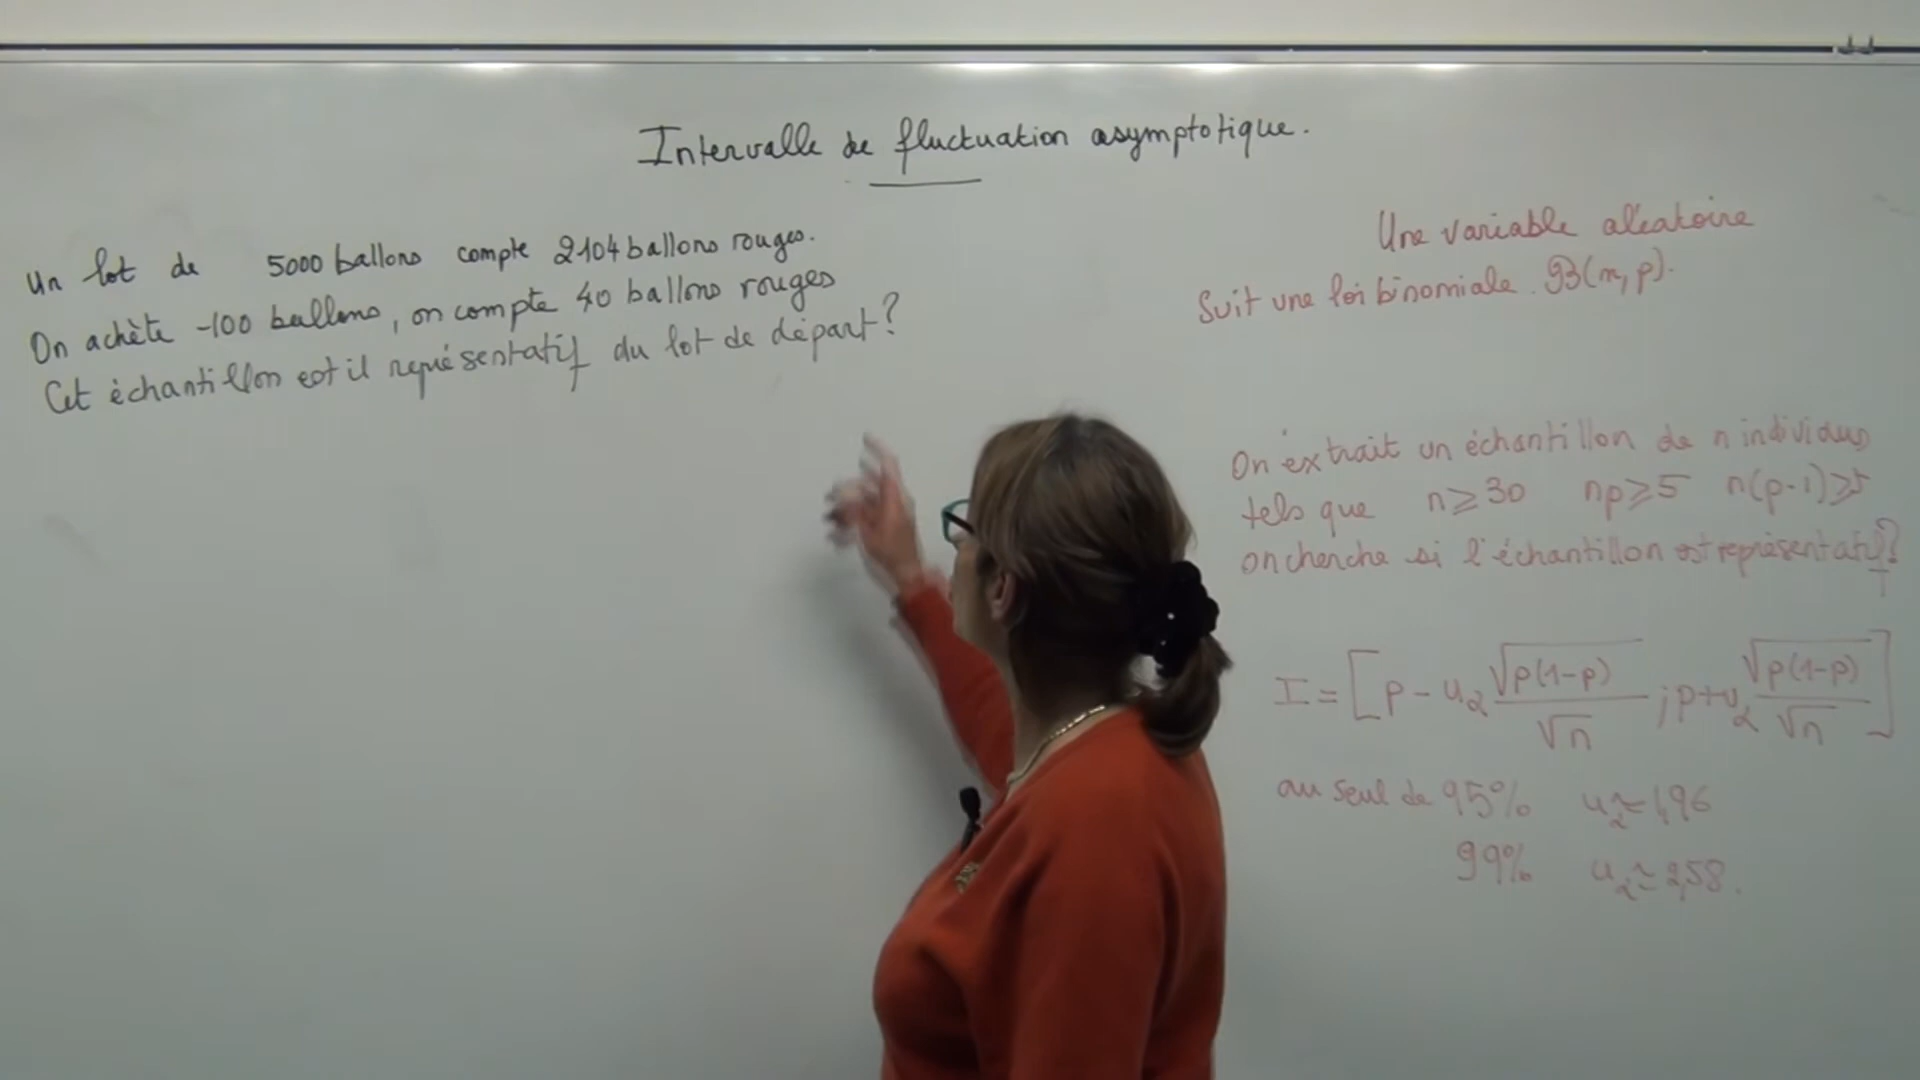 Intervalle de fluctuation asymptotique.
Un lot de 5000 ballons compte 2104 ballons rouges.
On achète 100 ballons, on compte 40 ballons rouges
Cet échantillon est il représentatif du lot de départ?
Une variable aléatoire
Suit une loi binomiale. B(n, p).
On extrait un échantillon de n individus
tels que n ≥ 30 np ≥ 5 n(p-1) ≥ 5
on cherche si l'échantillon est représentatif?
I = [p - u_α √p(1-p) / √n ; p + u_α √p(1-p) / √n]
au seul de 95% u_α ≈ 1,96
99% u_α ≈ 2,58.